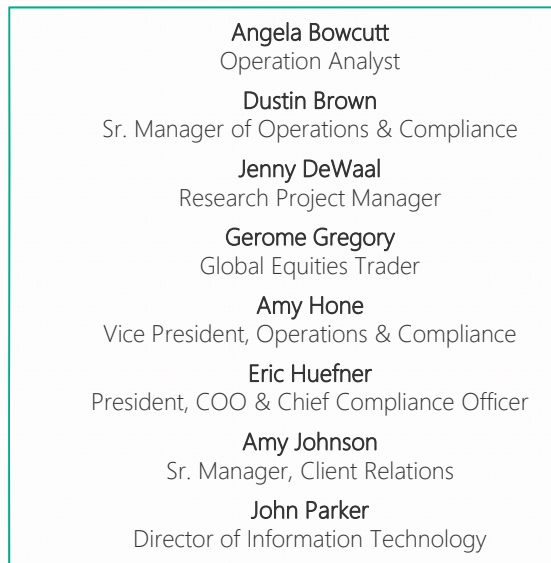 Angela Bowcutt
Operation Analyst
Dustin Brown
Sr. Manager of Operations & Compliance
Jenny DeWaal
Research Project Manager
Gerome Gregory
Global Equities Trader
Amy Hone
Vice President, Operations & Compliance
Eric Huefner
President, COO & Chief Compliance Officer
Amy Johnson
Sr. Manager, Client Relations
John Parker
Director of Information Technology